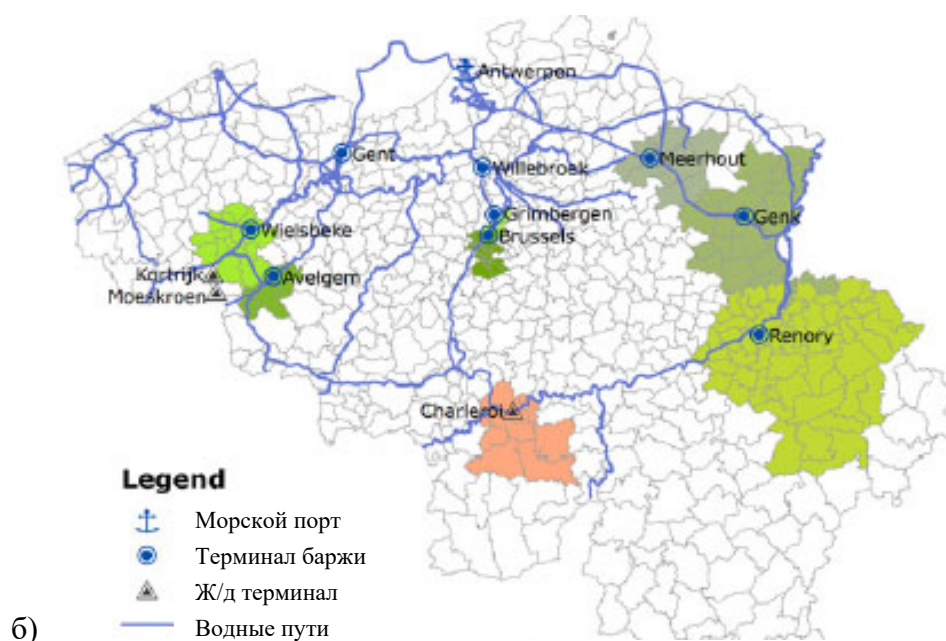 Antwerpen
Gent
Willebroek
Meerhout
Grimbergen
Genk
Wielsbeke
Brussels
Kortrijk
Avelgem
Moeskroen
Renory
Charleroi
Legend
Морской порт
Терминал баржи
Ж/д терминал
Водные пути
б)